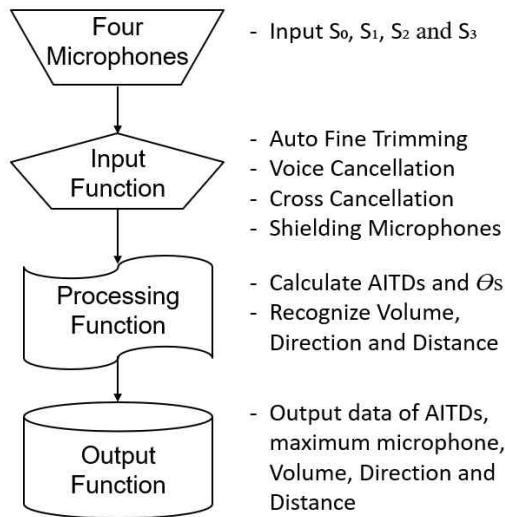 Four
Microphones
- Input S₀, S₁, S₂ and S₃
Input
Function
- Auto Fine Trimming
- Voice Cancellation
- Cross Cancellation
- Shielding Microphones
Processing
Function
- Calculate AITDs and ϴs
- Recognize Volume,
Direction and Distance
Output
Function
- Output data of AITDs,
maximum microphone,
Volume, Direction and
Distance